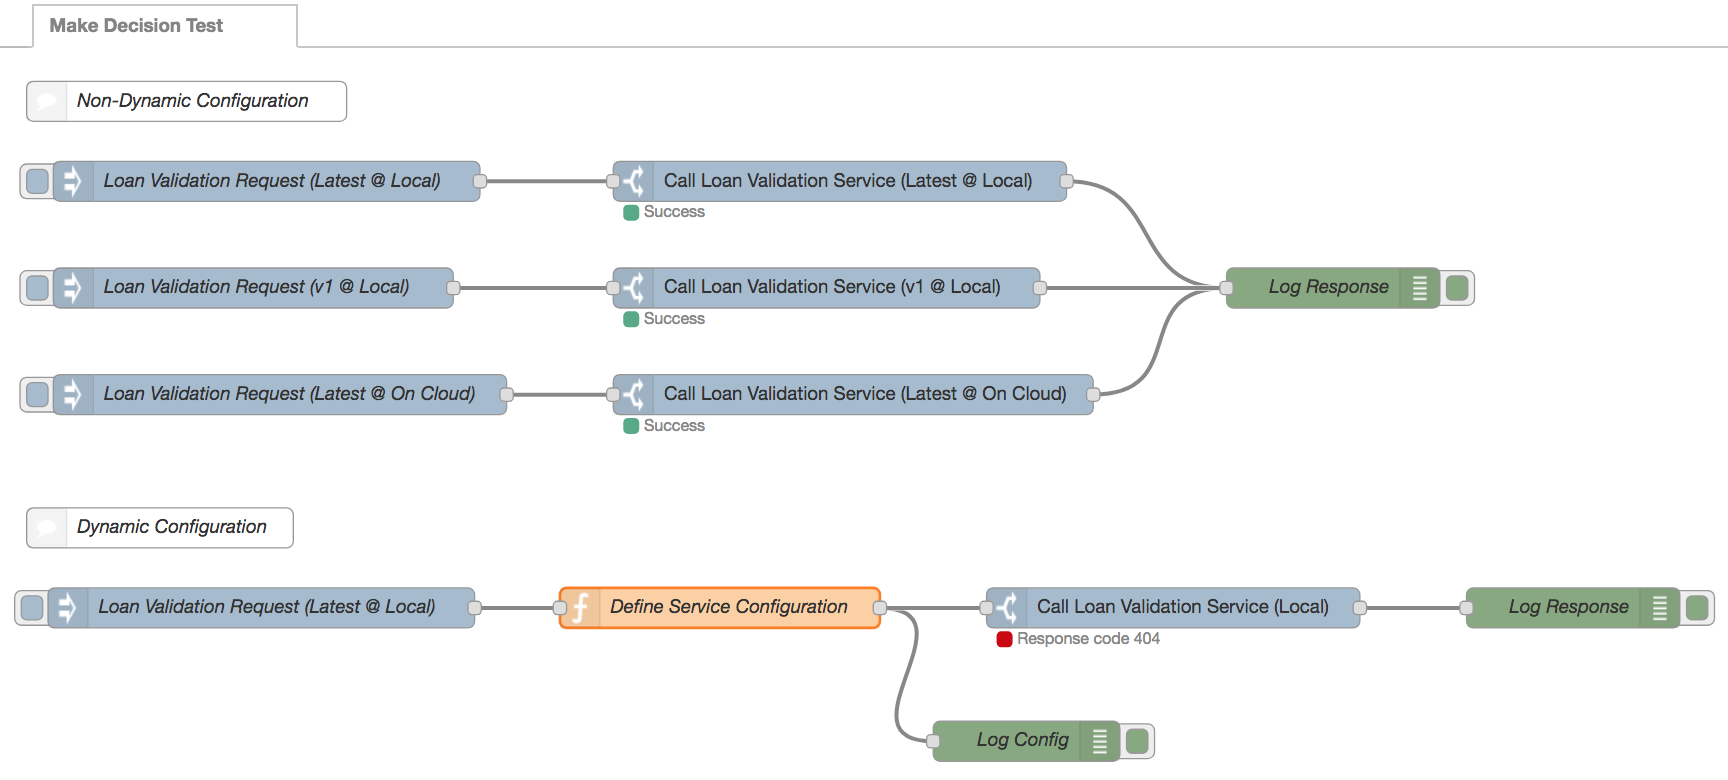 Make Decision Test
Non-Dynamic Configuration
Loan Validation Request (Latest @ Local)
Call Loan Validation Service (Latest @ Local)
Success
Loan Validation Request (v1 @ Local)
Call Loan Validation Service (v1 @ Local)
Log Response
Success
Loan Validation Request (Latest @ On Cloud)
Call Loan Validation Service (Latest @ On Cloud)
Success
Dynamic Configuration
Loan Validation Request (Latest @ Local)
Define Service Configuration
Call Loan Validation Service (Local)
Log Response
Response code 404
Log Config